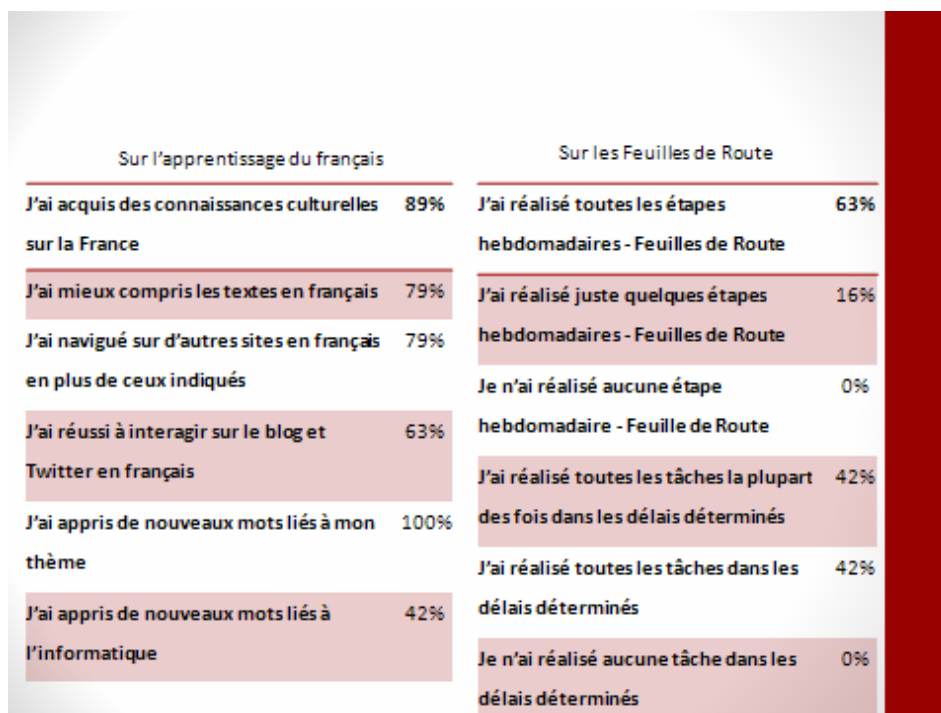 Sur l'apprentissage du français
J'ai acquis des connaissances culturelles 89%
sur la France
J'ai mieux compris les textes en français 79%
J'ai navigué sur d'autres sites en français 79%
en plus de ceux indiqués
J'ai réussi à interagir sur le blog et 63%
Twitter en français
J'ai appris de nouveaux mots liés à mon 100%
thème
J'ai appris de nouveaux mots liés à 42%
l'informatique
Sur les Feuilles de Route
J'ai réalisé toutes les étapes 63%
hebdomadaires - Feuilles de Route
J'ai réalisé juste quelques étapes 16%
hebdomadaires - Feuilles de Route
Je n'ai réalisé aucune étape 0%
hebdomadaire - Feuille de Route
J'ai réalisé toutes les tâches la plupart 42%
des fois dans les délais déterminés
J'ai réalisé toutes les tâches dans les 42%
délais déterminés
Je n'ai réalisé aucune tâche dans les 0%
délais déterminés